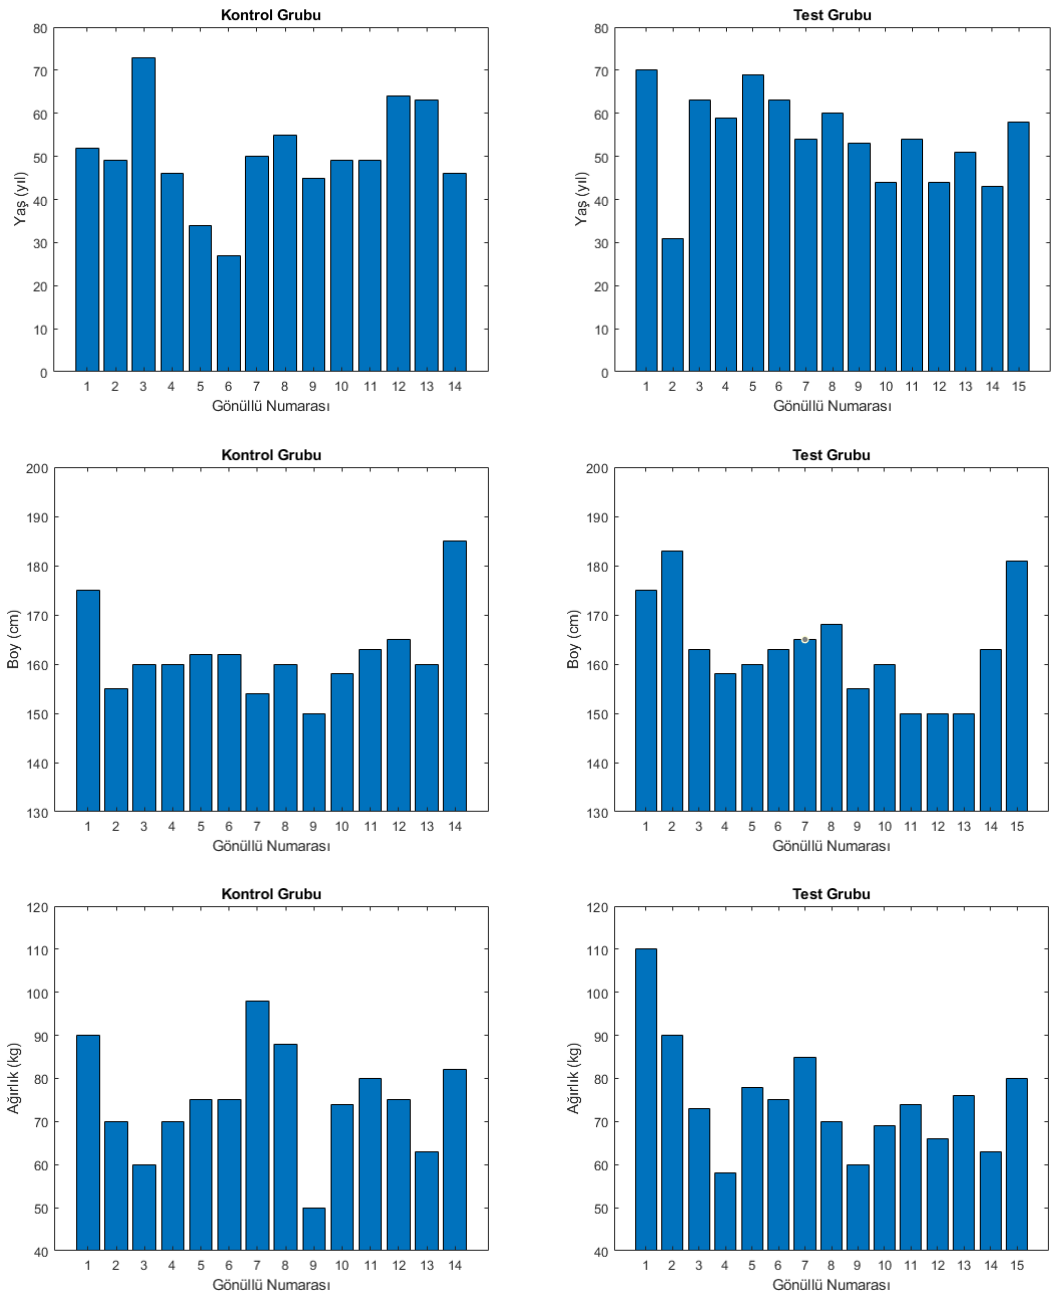 Kontrol Grubu
80
70
60
50
40
30
20
10
0
Yaş (yıl)
1 2 3 4 5 6 7 8 9 10 11 12 13 14
Gönüllü Numarası
Test Grubu
80
70
60
50
40
30
20
10
0
Yaş (yıl)
1 2 3 4 5 6 7 8 9 10 11 12 13 14 15
Gönüllü Numarası
Kontrol Grubu
200
190
180
170
160
150
140
130
Boy (cm)
1 2 3 4 5 6 7 8 9 10 11 12 13 14
Gönüllü Numarası
Test Grubu
200
190
180
170
160
150
140
130
Boy (cm)
1 2 3 4 5 6 7 8 9 10 11 12 13 14 15
Gönüllü Numarası
Kontrol Grubu
120
110
100
90
80
70
60
50
40
Ağırlık (kg)
1 2 3 4 5 6 7 8 9 10 11 12 13 14
Gönüllü Numarası
Test Grubu
120
110
100
90
80
70
60
50
40
Ağırlık (kg)
1 2 3 4 5 6 7 8 9 10 11 12 13 14 15
Gönüllü Numarası